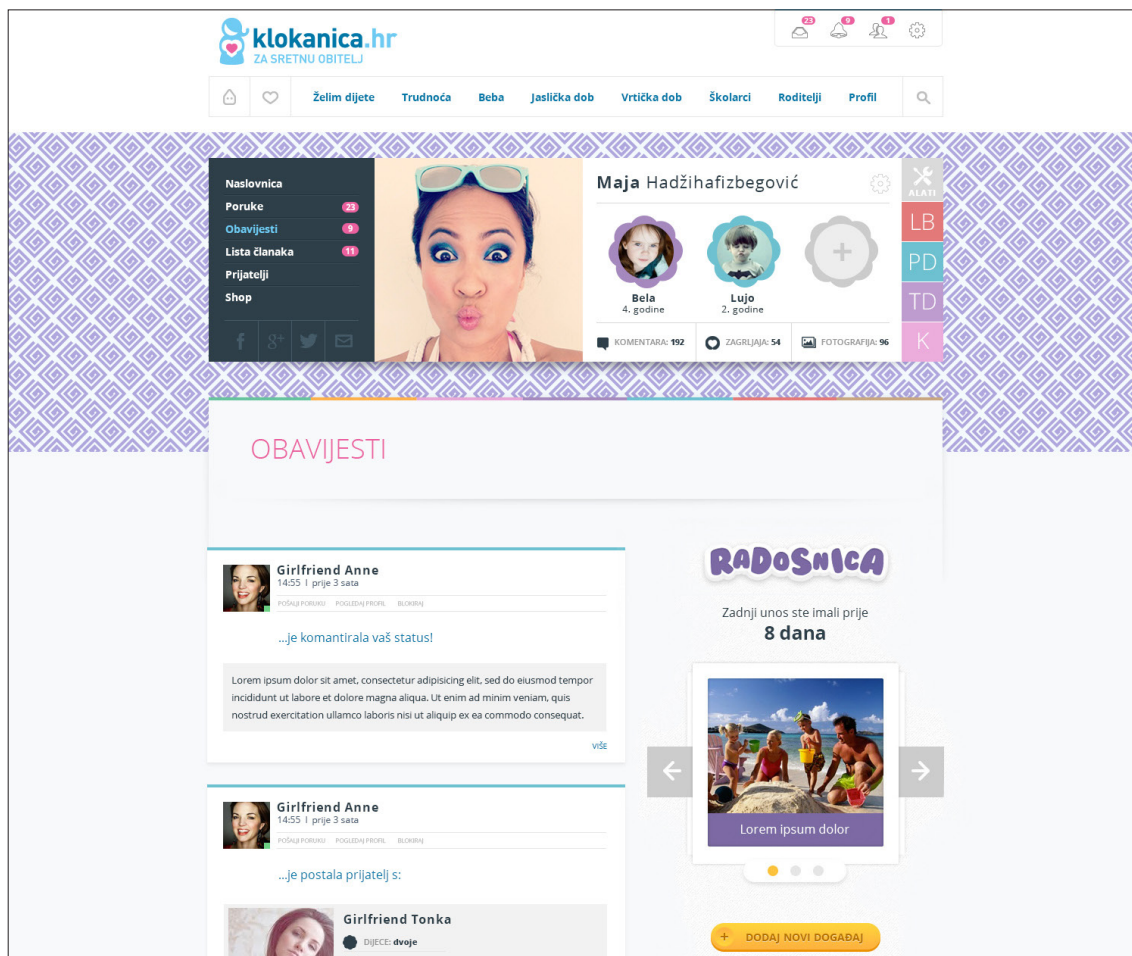 23 9 1
klokanica.hr
ZA SRETNU OBITELJ
Želim dijete Trudnoća Beba Jaslička dob Vrtička dob Školarci Roditelji Profil
Naslovnica
Poruke 23
Obavijesti 9
Lista članaka 11
Prijatelji
Shop
Maja Hadžihafizbegović
Bela
4. godine
Lujo
2. godine
KOMENTARA: 192
ZAGRLJAJA: 54
FOTOGRAFIJA: 96
ALATI
LB
PD
TD
K
OBAVIJESTI
Girlfriend Anne
14:55 | prije 3 sata
POŠALJI PORUKU POGLEDAJ PROFIL BLOKIRAJ
...je komantirala vaš status!
Lorem ipsum dolor sit amet, consectetur adipisicing elit, sed do eiusmod tempor
incididunt ut labore et dolore magna aliqua. Ut enim ad minim veniam, quis
nostrud exercitation ullamco laboris nisi ut aliquip ex ea commodo consequat.
VIŠE
Girlfriend Anne
14:55 | prije 3 sata
POŠALJI PORUKU POGLEDAJ PROFIL BLOKIRAJ
...je postala prijatelj s:
Girlfriend Tonka
DIJECE: dvoje
RADOSNICA
Zadnji unos ste imali prije
8 dana
Lorem ipsum dolor
+ DODAJ NOVI DOGAĐAJ